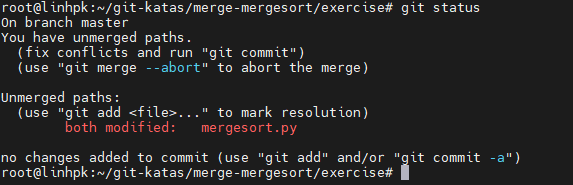 root@linhpk:~/git-katas/merge-mergesort/exercise# git status
On branch master
You have unmerged paths.
  (fix conflicts and run "git commit")
  (use "git merge --abort" to abort the merge)

Unmerged paths:
  (use "git add <file>..." to mark resolution)
        both modified:   mergesort.py

no changes added to commit (use "git add" and/or "git commit -a")
root@linhpk:~/git-katas/merge-mergesort/exercise#